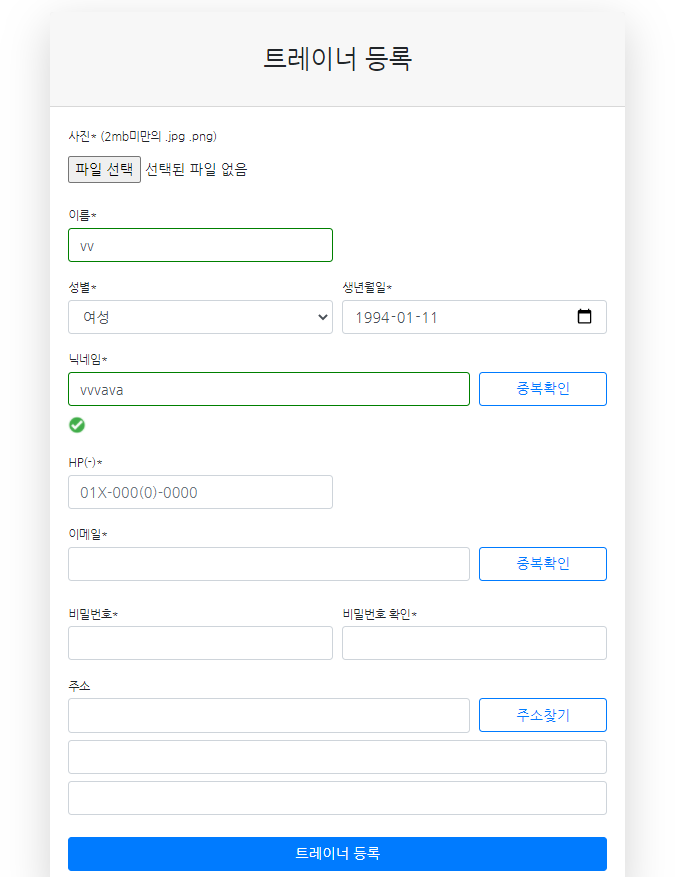 트레이너 등록
사진* (2mb미만의 .jpg .png)
파일 선택 선택된 파일 없음
이름*
vv
성별* 생년월일*
여성 1994-01-11
닉네임*
vvvava 중복확인
HP(-)*
01X-000(0)-0000
이메일*
중복확인
비밀번호* 비밀번호 확인*
주소
주소찾기
트레이너 등록